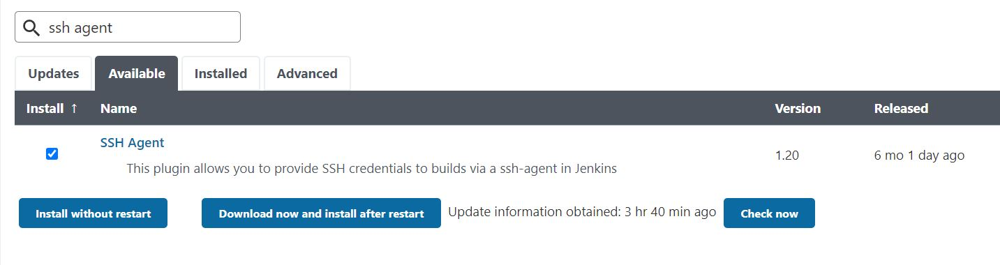 ssh agent
Updates Available Installed Advanced
Install ↑ Name Version Released
SSH Agent
This plugin allows you to provide SSH credentials to builds via a ssh-agent in Jenkins
1.20 6 mo 1 day ago
Install without restart Download now and install after restart Update information obtained: 3 hr 40 min ago Check now